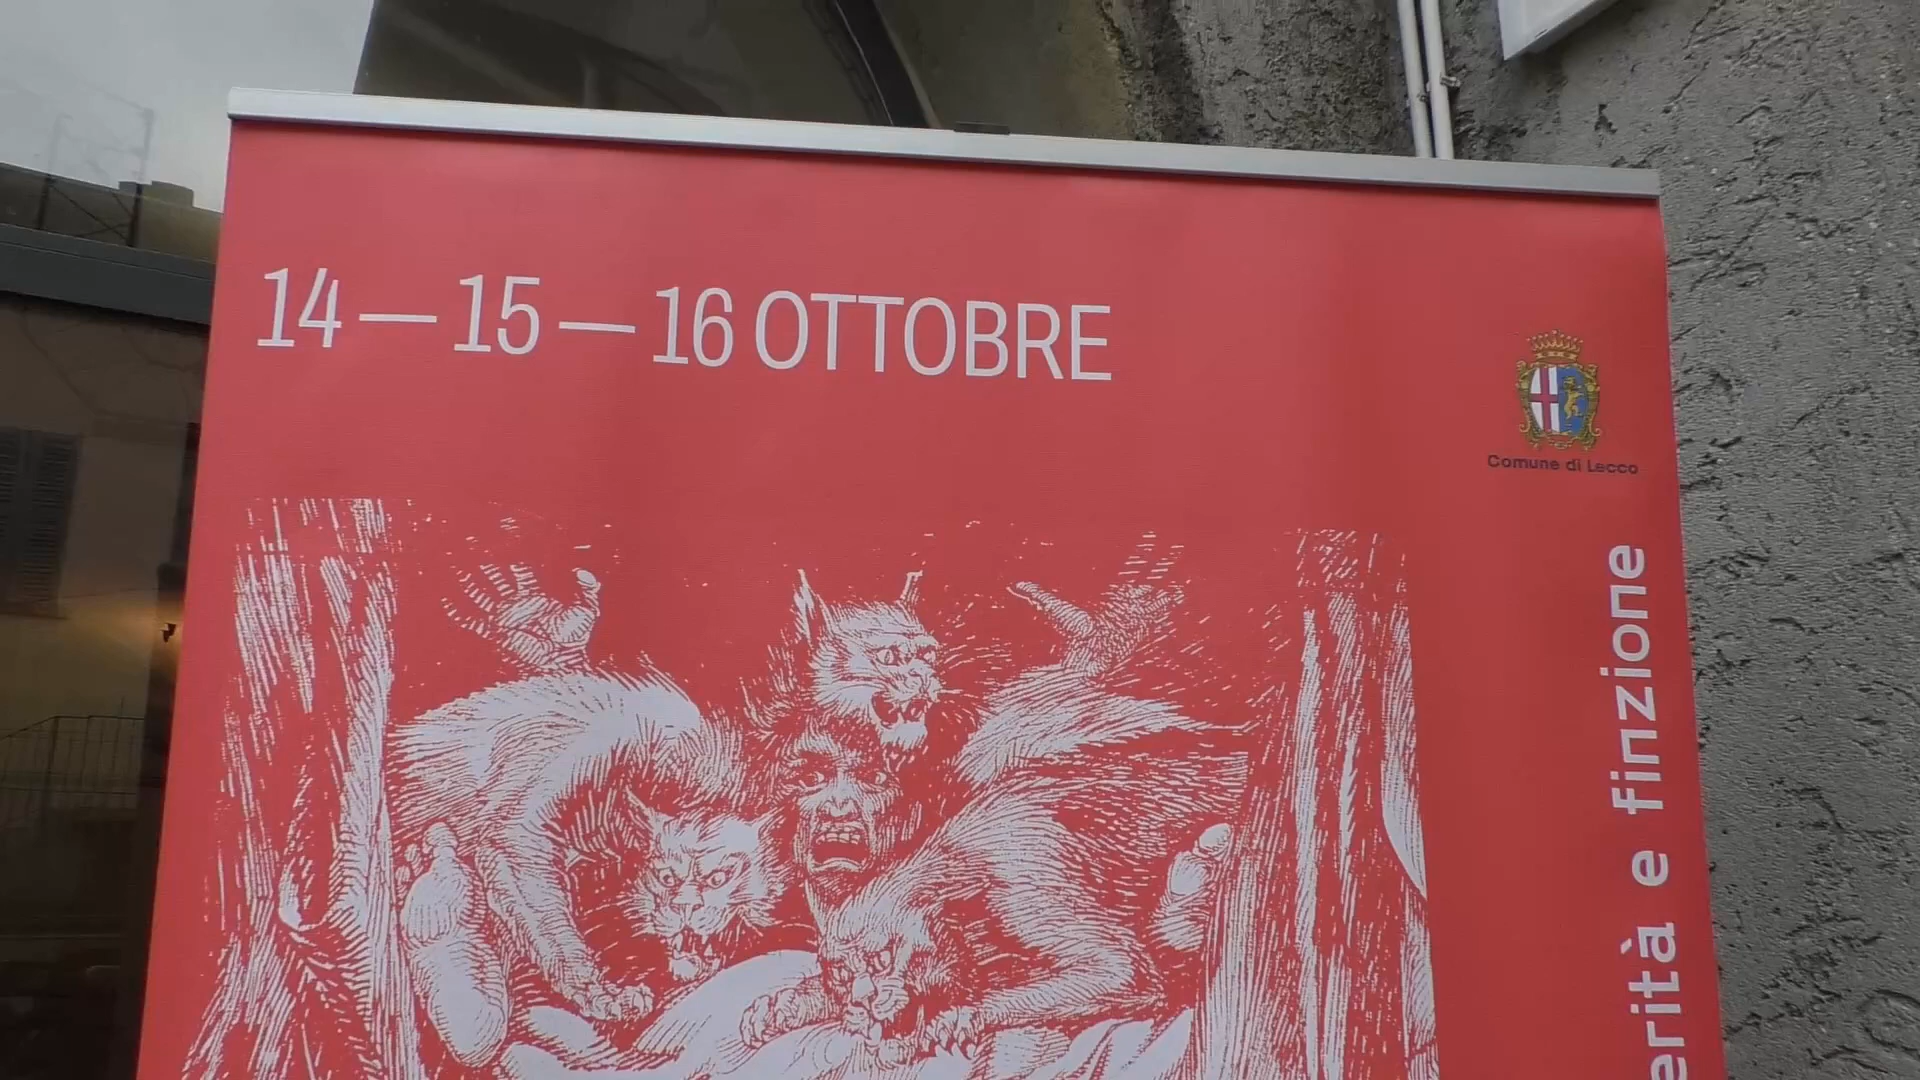 14 — 15 — 16 OTTOBRE
Comune di Lecco
erità e finzione